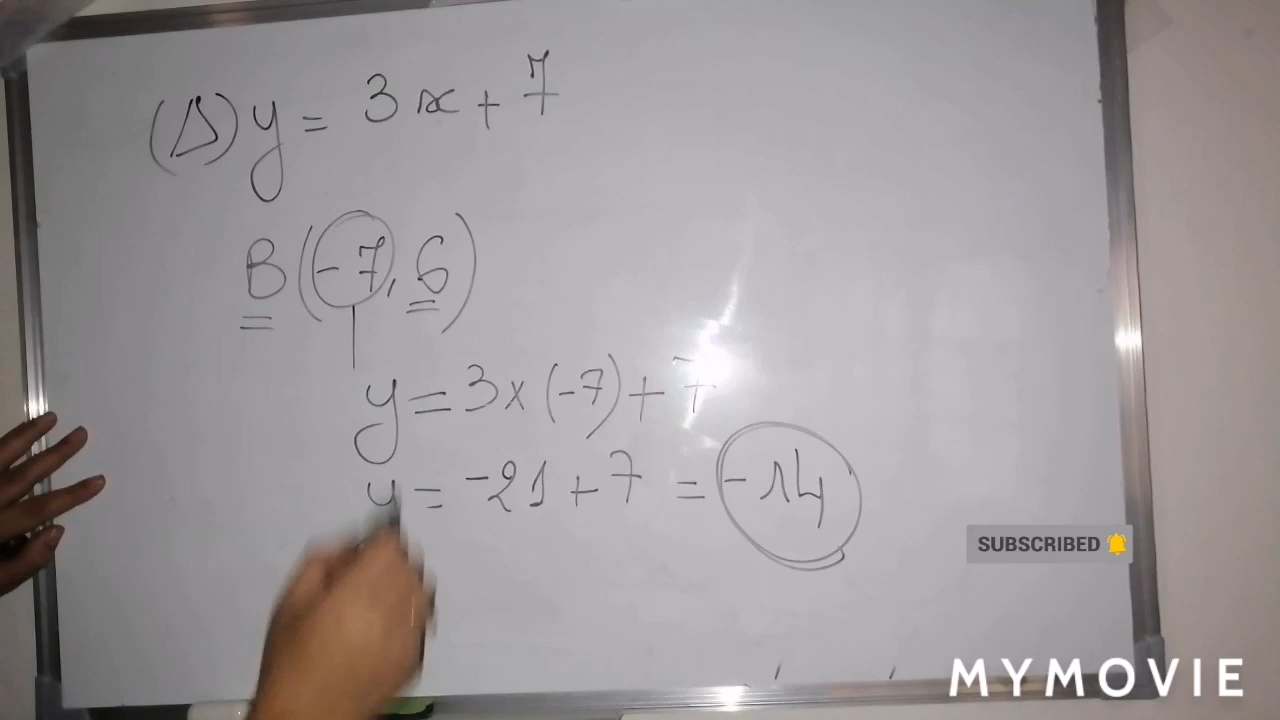 (Δ) y = 3x + 7
B(-7, 6)
y = 3 x (-7) + 7
y = -21 + 7 = -14
SUBSCRIBED 🔔
MYMOVIE